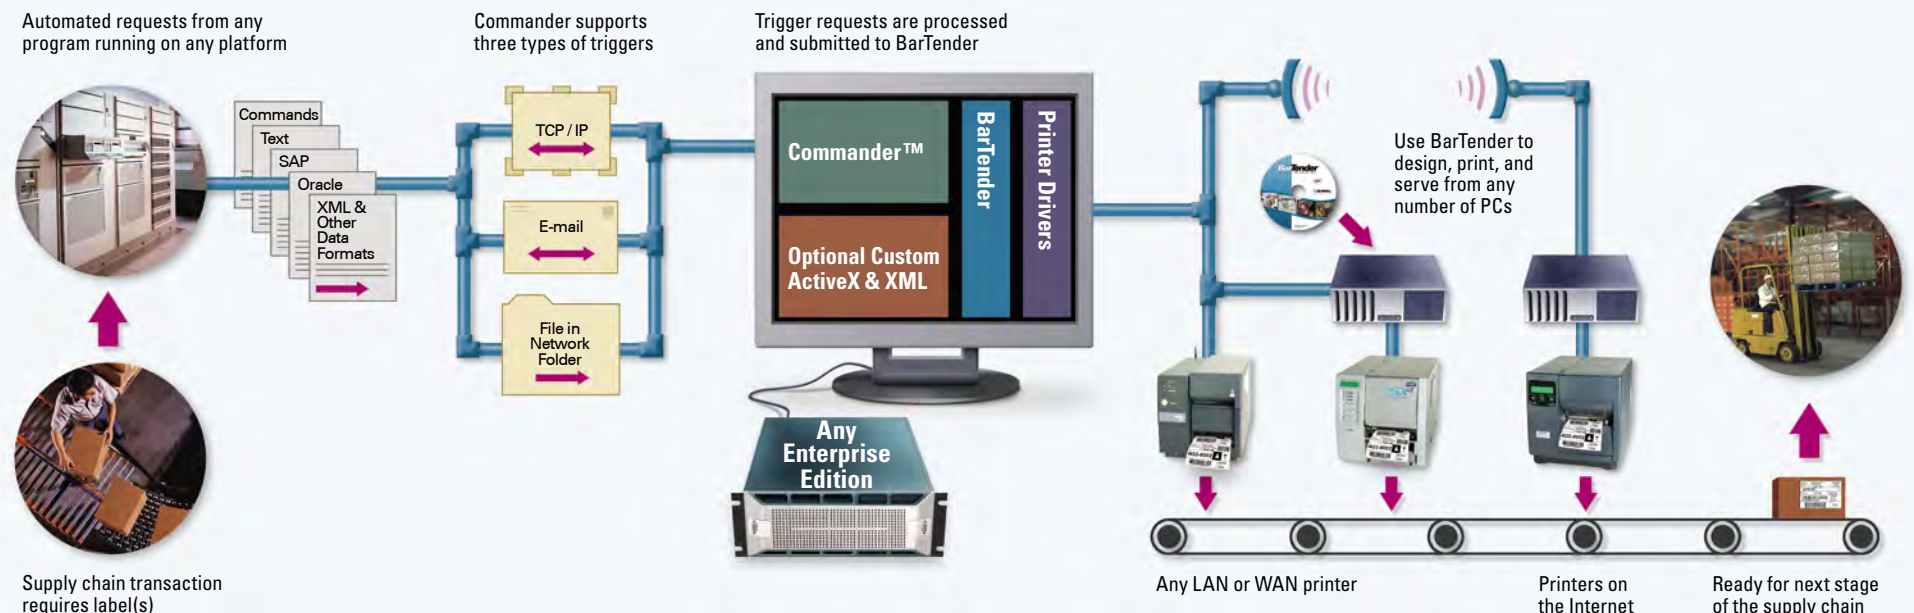 Automated requests from any
program running on any platform
Commander supports
three types of triggers
Trigger requests are processed
and submitted to BarTender
Commands
Text
SAP
Oracle
XML &
Other
Data
Formats
TCP / IP
E-mail
File in
Network
Folder
Commander™
Optional Custom
ActiveX & XML
BarTender
Printer Drivers
Any
Enterprise
Edition
BarTender
Use BarTender to
design, print, and
serve from any
number of PCs
Supply chain transaction
requires label(s)
Any LAN or WAN printer
Printers on
the Internet
Ready for next stage
of the supply chain